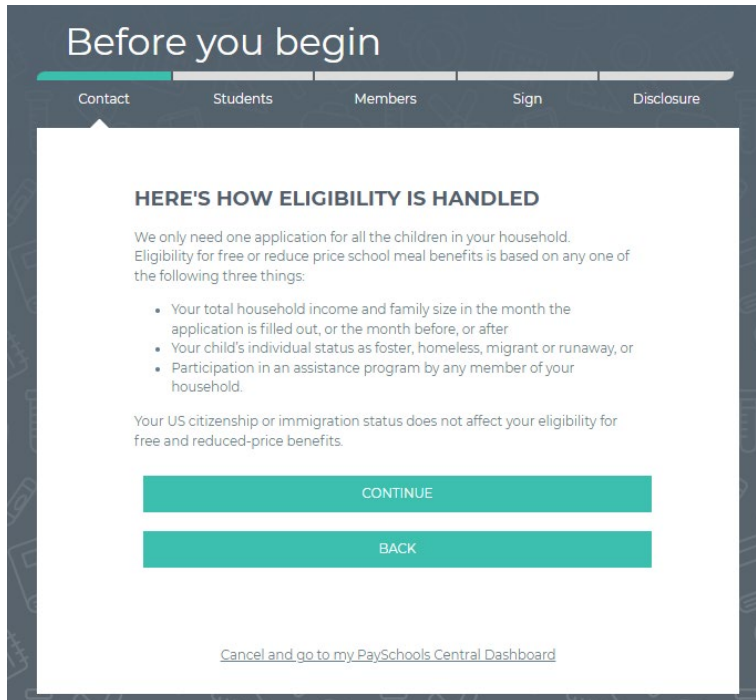 Before you begin
Contact Students Members Sign Disclosure
HERE'S HOW ELIGIBILITY IS HANDLED
We only need one application for all the children in your household.
Eligibility for free or reduce price school meal benefits is based on any one of
the following three things:
• Your total household income and family size in the month the
application is filled out, or the month before, or after
• Your child's individual status as foster, homeless, migrant or runaway, or
• Participation in an assistance program by any member of your
household.
Your US citizenship or immigration status does not affect your eligibility for
free and reduced-price benefits.
CONTINUE
BACK
Cancel and go to my PaySchools Central Dashboard